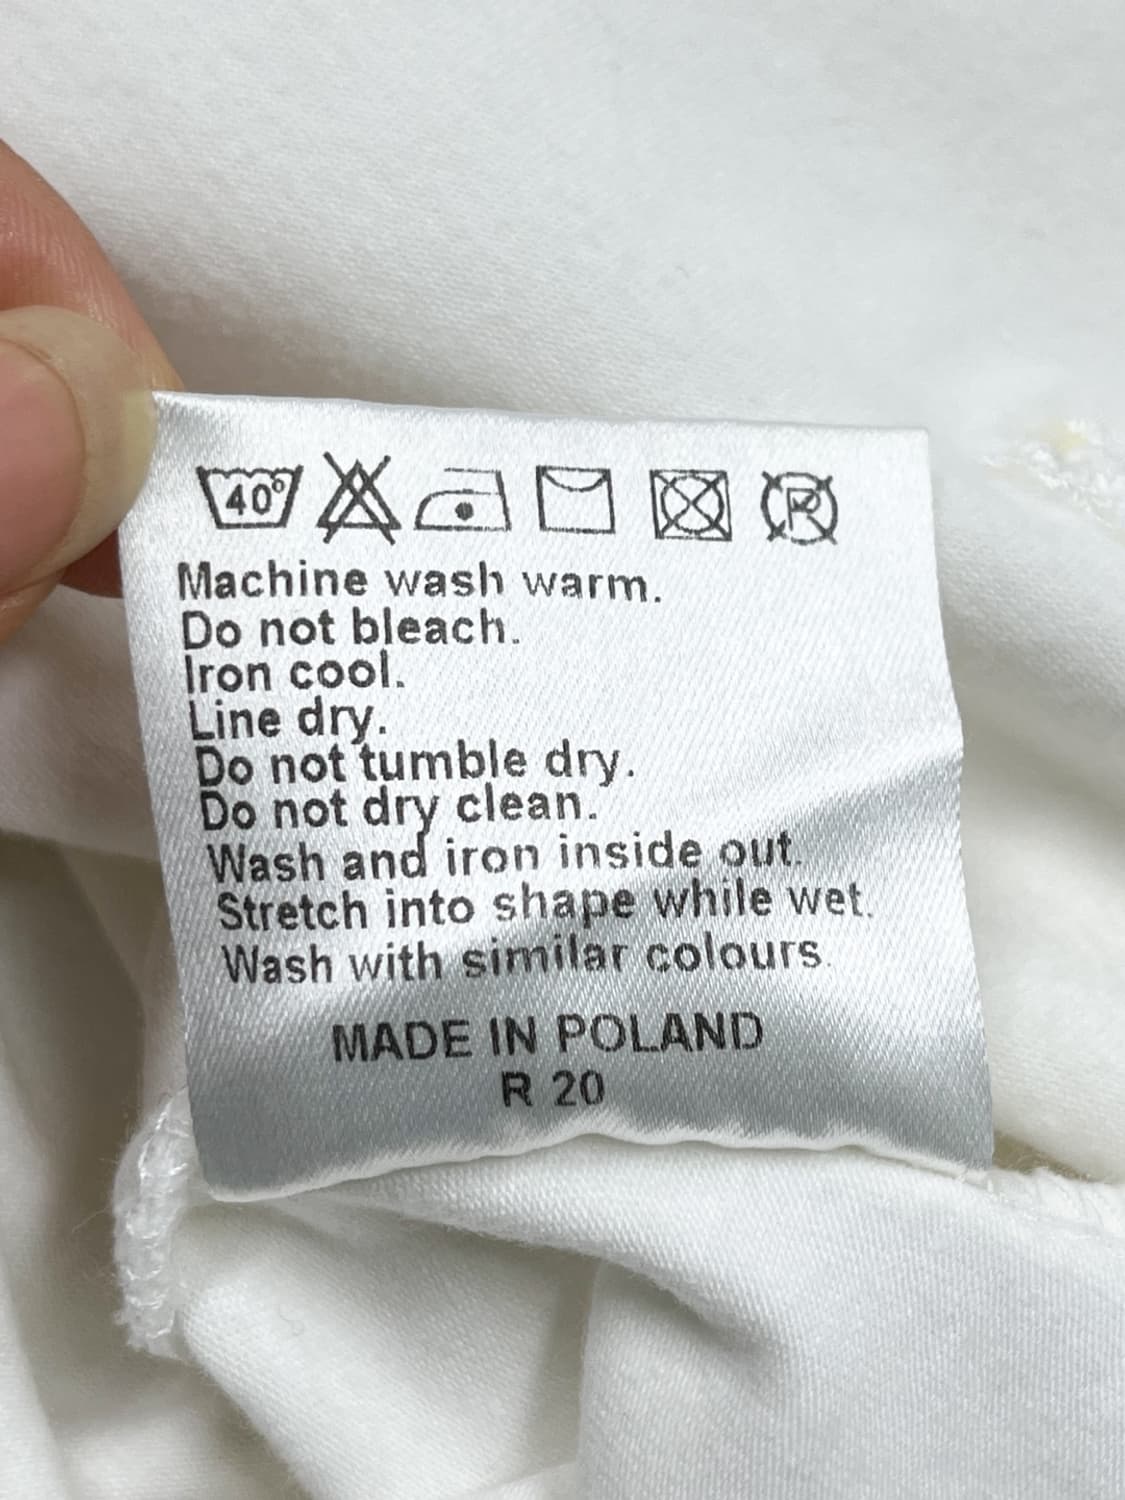 40°
R
Machine wash warm.
Do not bleach.
Iron cool.
Line dry.
Do not tumble dry.
Do not dry clean.
Wash and iron inside out.
Stretch into shape while wet.
Wash with similar colours.
MADE IN POLAND
R 20